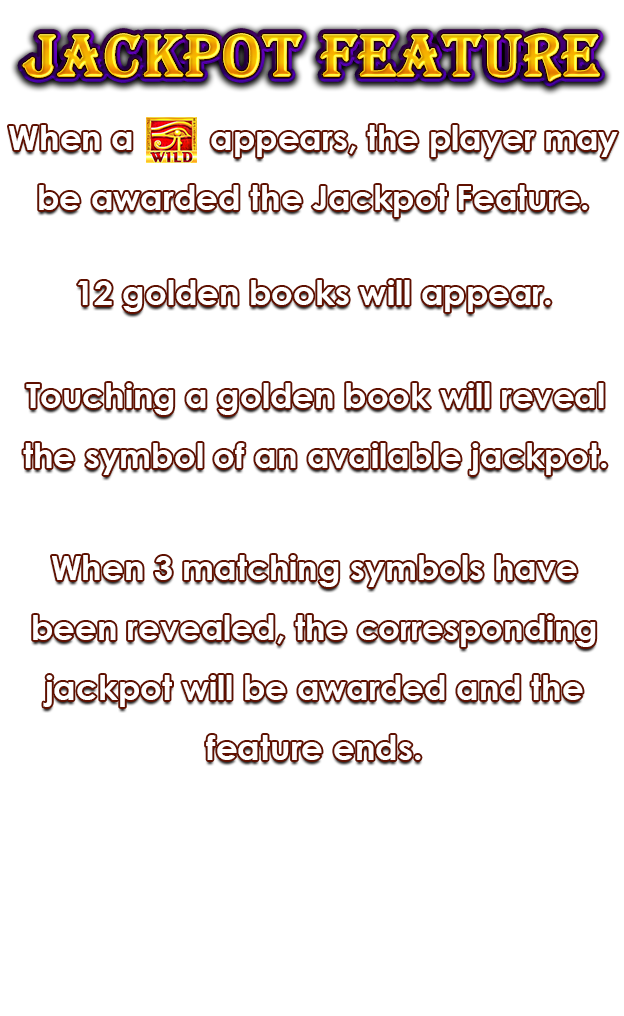 JACKPOT FEATURE
When a WILD appears, the player may
be awarded the Jackpot Feature.
12 golden books will appear.
Touching a golden book will reveal
the symbol of an available jackpot.
When 3 matching symbols have
been revealed, the corresponding
jackpot will be awarded and the
feature ends.